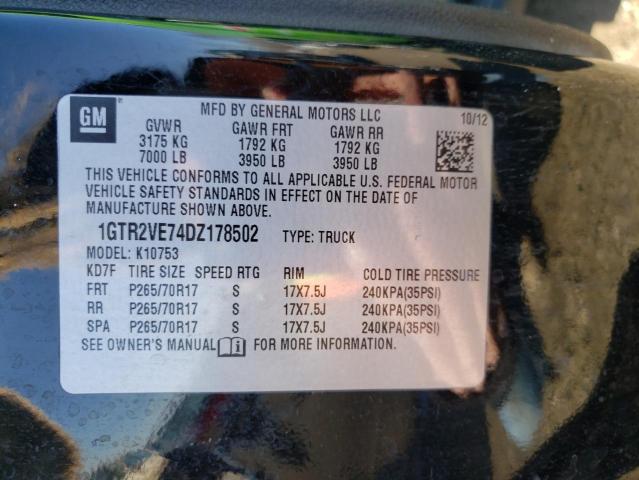 GM
MFD BY GENERAL MOTORS LLC
10/12
GVWR GAWR FRT GAWR RR
3175 KG 1792 KG 1792 KG
7000 LB 3950 LB 3950 LB
THIS VEHICLE CONFORMS TO ALL APPLICABLE U.S. FEDERAL MOTOR
VEHICLE SAFETY STANDARDS IN EFFECT ON THE DATE OF
MANUFACTURE SHOWN ABOVE.
1GTR2VE74DZ178502 TYPE: TRUCK
MODEL: K10753
KD7F TIRE SIZE SPEED RTG RIM COLD TIRE PRESSURE
FRT P265/70R17 S 17X7.5J 240KPA(35PSI)
RR P265/70R17 S 17X7.5J 240KPA(35PSI)
SPA P265/70R17 S 17X7.5J 240KPA(35PSI)
SEE OWNER'S MANUAL FOR MORE INFORMATION.